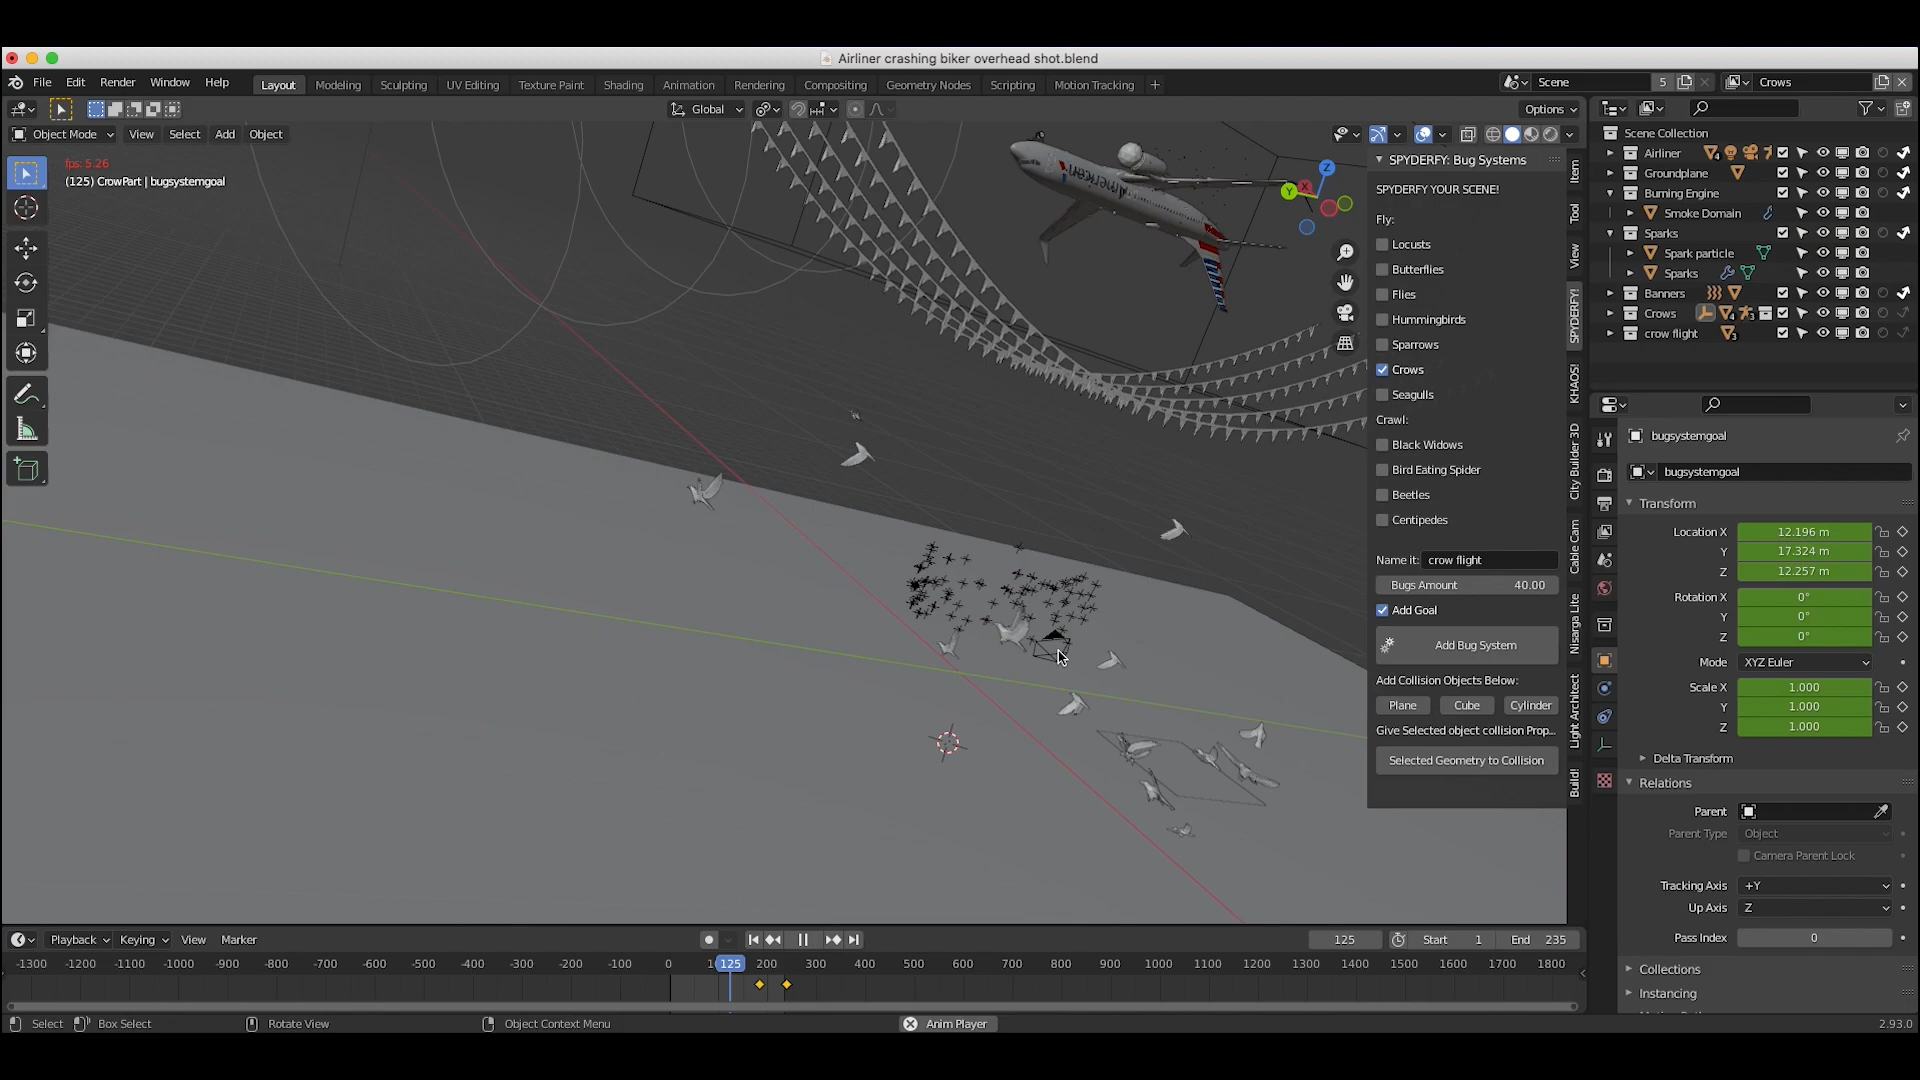 Airliner crashing biker overhead shot.blend
File Edit Render Window Help Layout Modeling Sculpting UV Editing Texture Paint Shading Animation Rendering Compositing Geometry Nodes Scripting Motion Tracking + Scene 5 Crows
Global Options
Object Mode View Select Add Object
fps: 5.26
(125) CrowPart | bugsystemgoal
American
X
Y
Z
SPYDERFY: Bug Systems
SPYDERFY YOUR SCENE!
Fly:
Locusts
Butterflies
Flies
Hummingbirds
Sparrows
Crows
Seagulls
Crawl:
Black Widows
Bird Eating Spider
Beetles
Centipedes
Name it: crow flight
Bugs Amount 40.00
Add Goal
Add Bug System
Add Collision Objects Below:
Plane Cube Cylinder
Give Selected object collision Prop...
Selected Geometry to Collision
Item
Tool
View
SPYDERFY!
KHAOS!
City Builder 3D
Cable Cam
Nisarga Lite
Light Architect
Build!
Scene Collection
Airliner 4
Groundplane
Burning Engine
Smoke Domain
Sparks
Spark particle
Sparks
Banners
Crows 4 3
crow flight 3
bugsystemgoal
bugsystemgoal
Transform
Location X 12.196 m
Y 17.324 m
Z 12.257 m
Rotation X 0°
Y 0°
Z 0°
Mode XYZ Euler
Scale X 1.000
Y 1.000
Z 1.000
Delta Transform
Relations
Parent
Parent Type Object
Camera Parent Lock
Tracking Axis +Y
Up Axis Z
Pass Index 0
Collections
Instancing
Playback Keying View Marker 125 Start 1 End 235
-1300 -1200 -1100 -1000 -900 -800 -700 -600 -500 -400 -300 -200 -100 0 125 200 300 400 500 600 700 800 900 1000 1100 1200 1300 1400 1500 1600 1700 1800
Select Box Select Rotate View Object Context Menu Anim Player 2.93.0